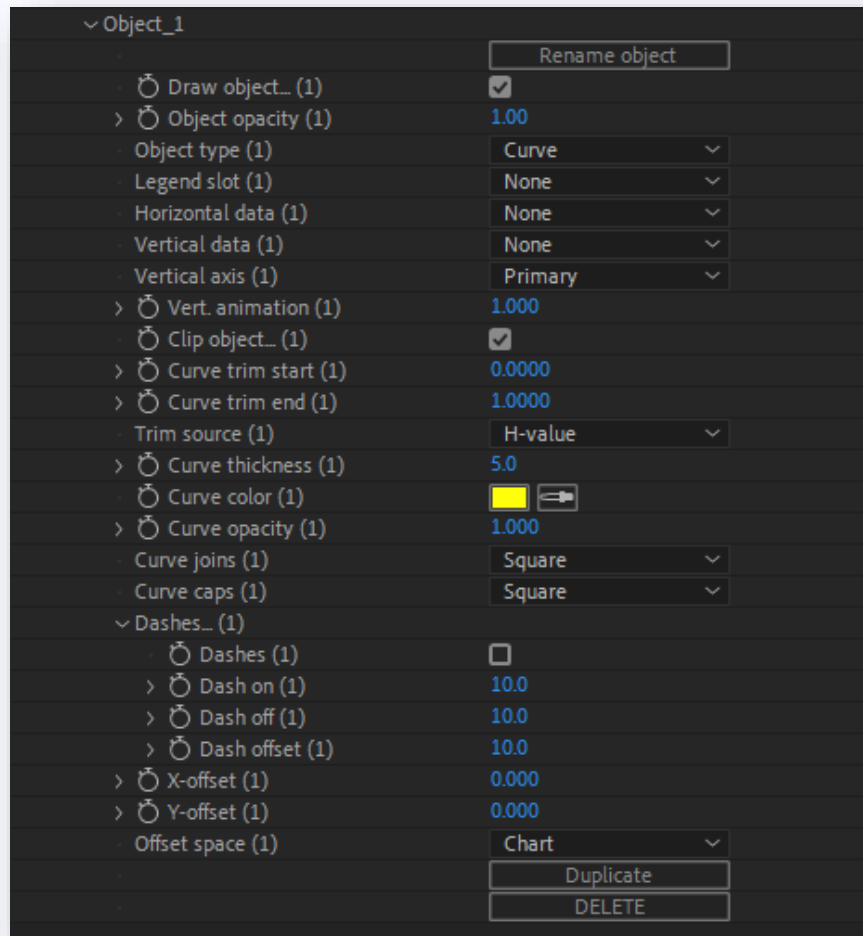 Object_1
Rename object
Draw object... (1)
Object opacity (1) 1.00
Object type (1) Curve
Legend slot (1) None
Horizontal data (1) None
Vertical data (1) None
Vertical axis (1) Primary
Vert. animation (1) 1.000
Clip object... (1)
Curve trim start (1) 0.0000
Curve trim end (1) 1.0000
Trim source (1) H-value
Curve thickness (1) 5.0
Curve color (1)
Curve opacity (1) 1.000
Curve joins (1) Square
Curve caps (1) Square
Dashes... (1)
Dashes (1)
Dash on (1) 10.0
Dash off (1) 10.0
Dash offset (1) 10.0
X-offset (1) 0.000
Y-offset (1) 0.000
Offset space (1) Chart
Duplicate
DELETE